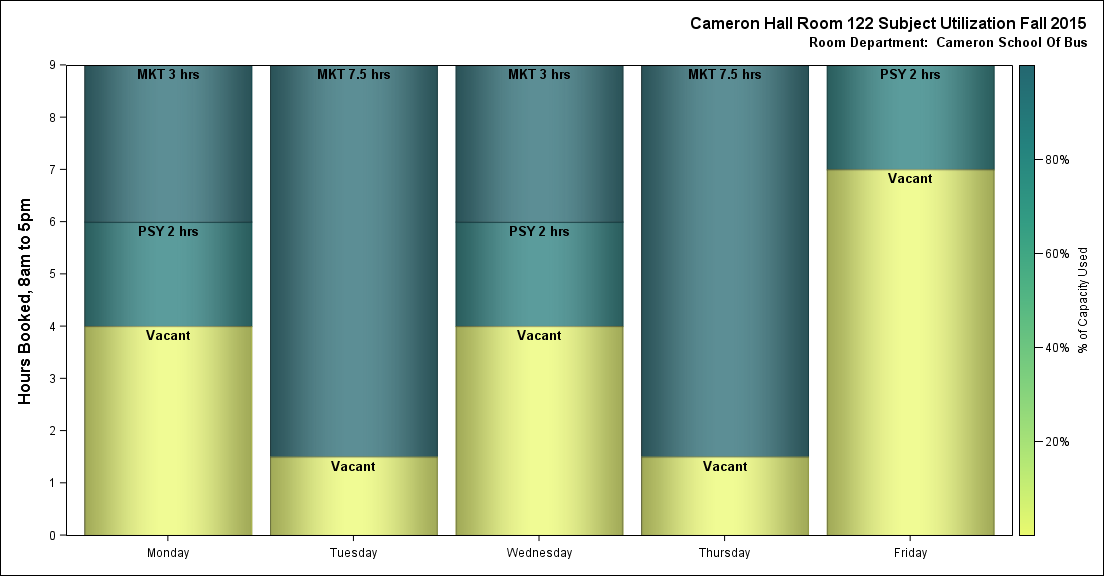 Cameron Hall Room 122 Subject Utilization Fall 2015
Room Department:  Cameron School Of Bus
Hours Booked, 8am to 5pm
9
8
7
6
5
4
3
2
1
0
MKT 3 hrs
PSY 2 hrs
Vacant
MKT 7.5 hrs
Vacant
MKT 3 hrs
PSY 2 hrs
Vacant
MKT 7.5 hrs
Vacant
PSY 2 hrs
Vacant
Monday
Tuesday
Wednesday
Thursday
Friday
80%
60%
40%
20%
% of Capacity Used